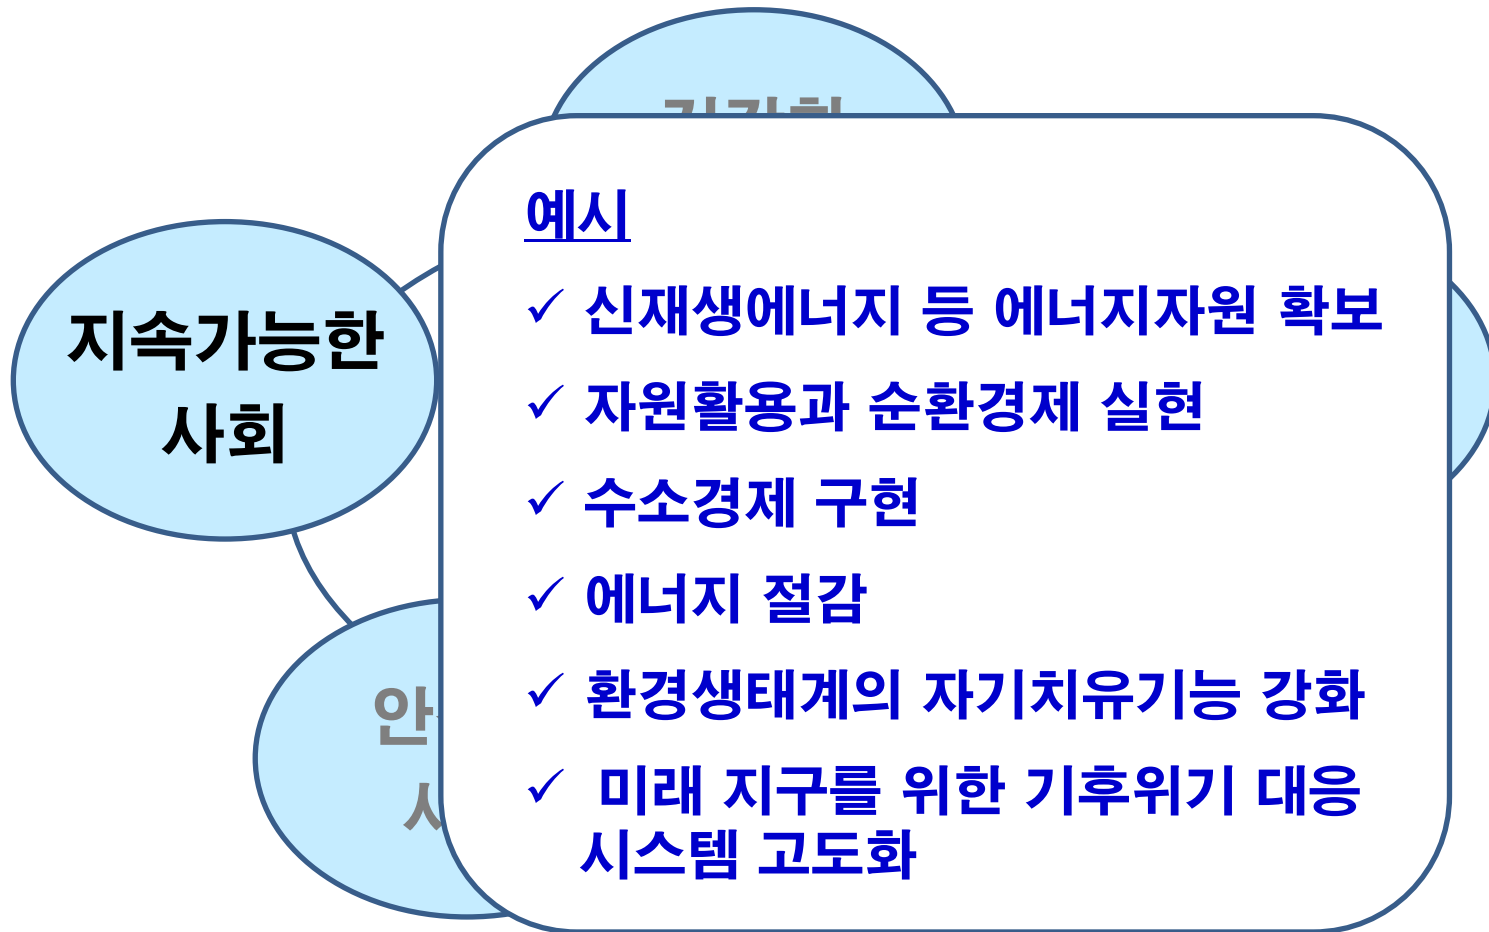 지속가능한
사회
예시
✓ 신재생에너지 등 에너지자원 확보
✓ 자원활용과 순환경제 실현
✓ 수소경제 구현
✓ 에너지 절감
✓ 환경생태계의 자기치유기능 강화
✓ 미래 지구를 위한 기후위기 대응
시스템 고도화